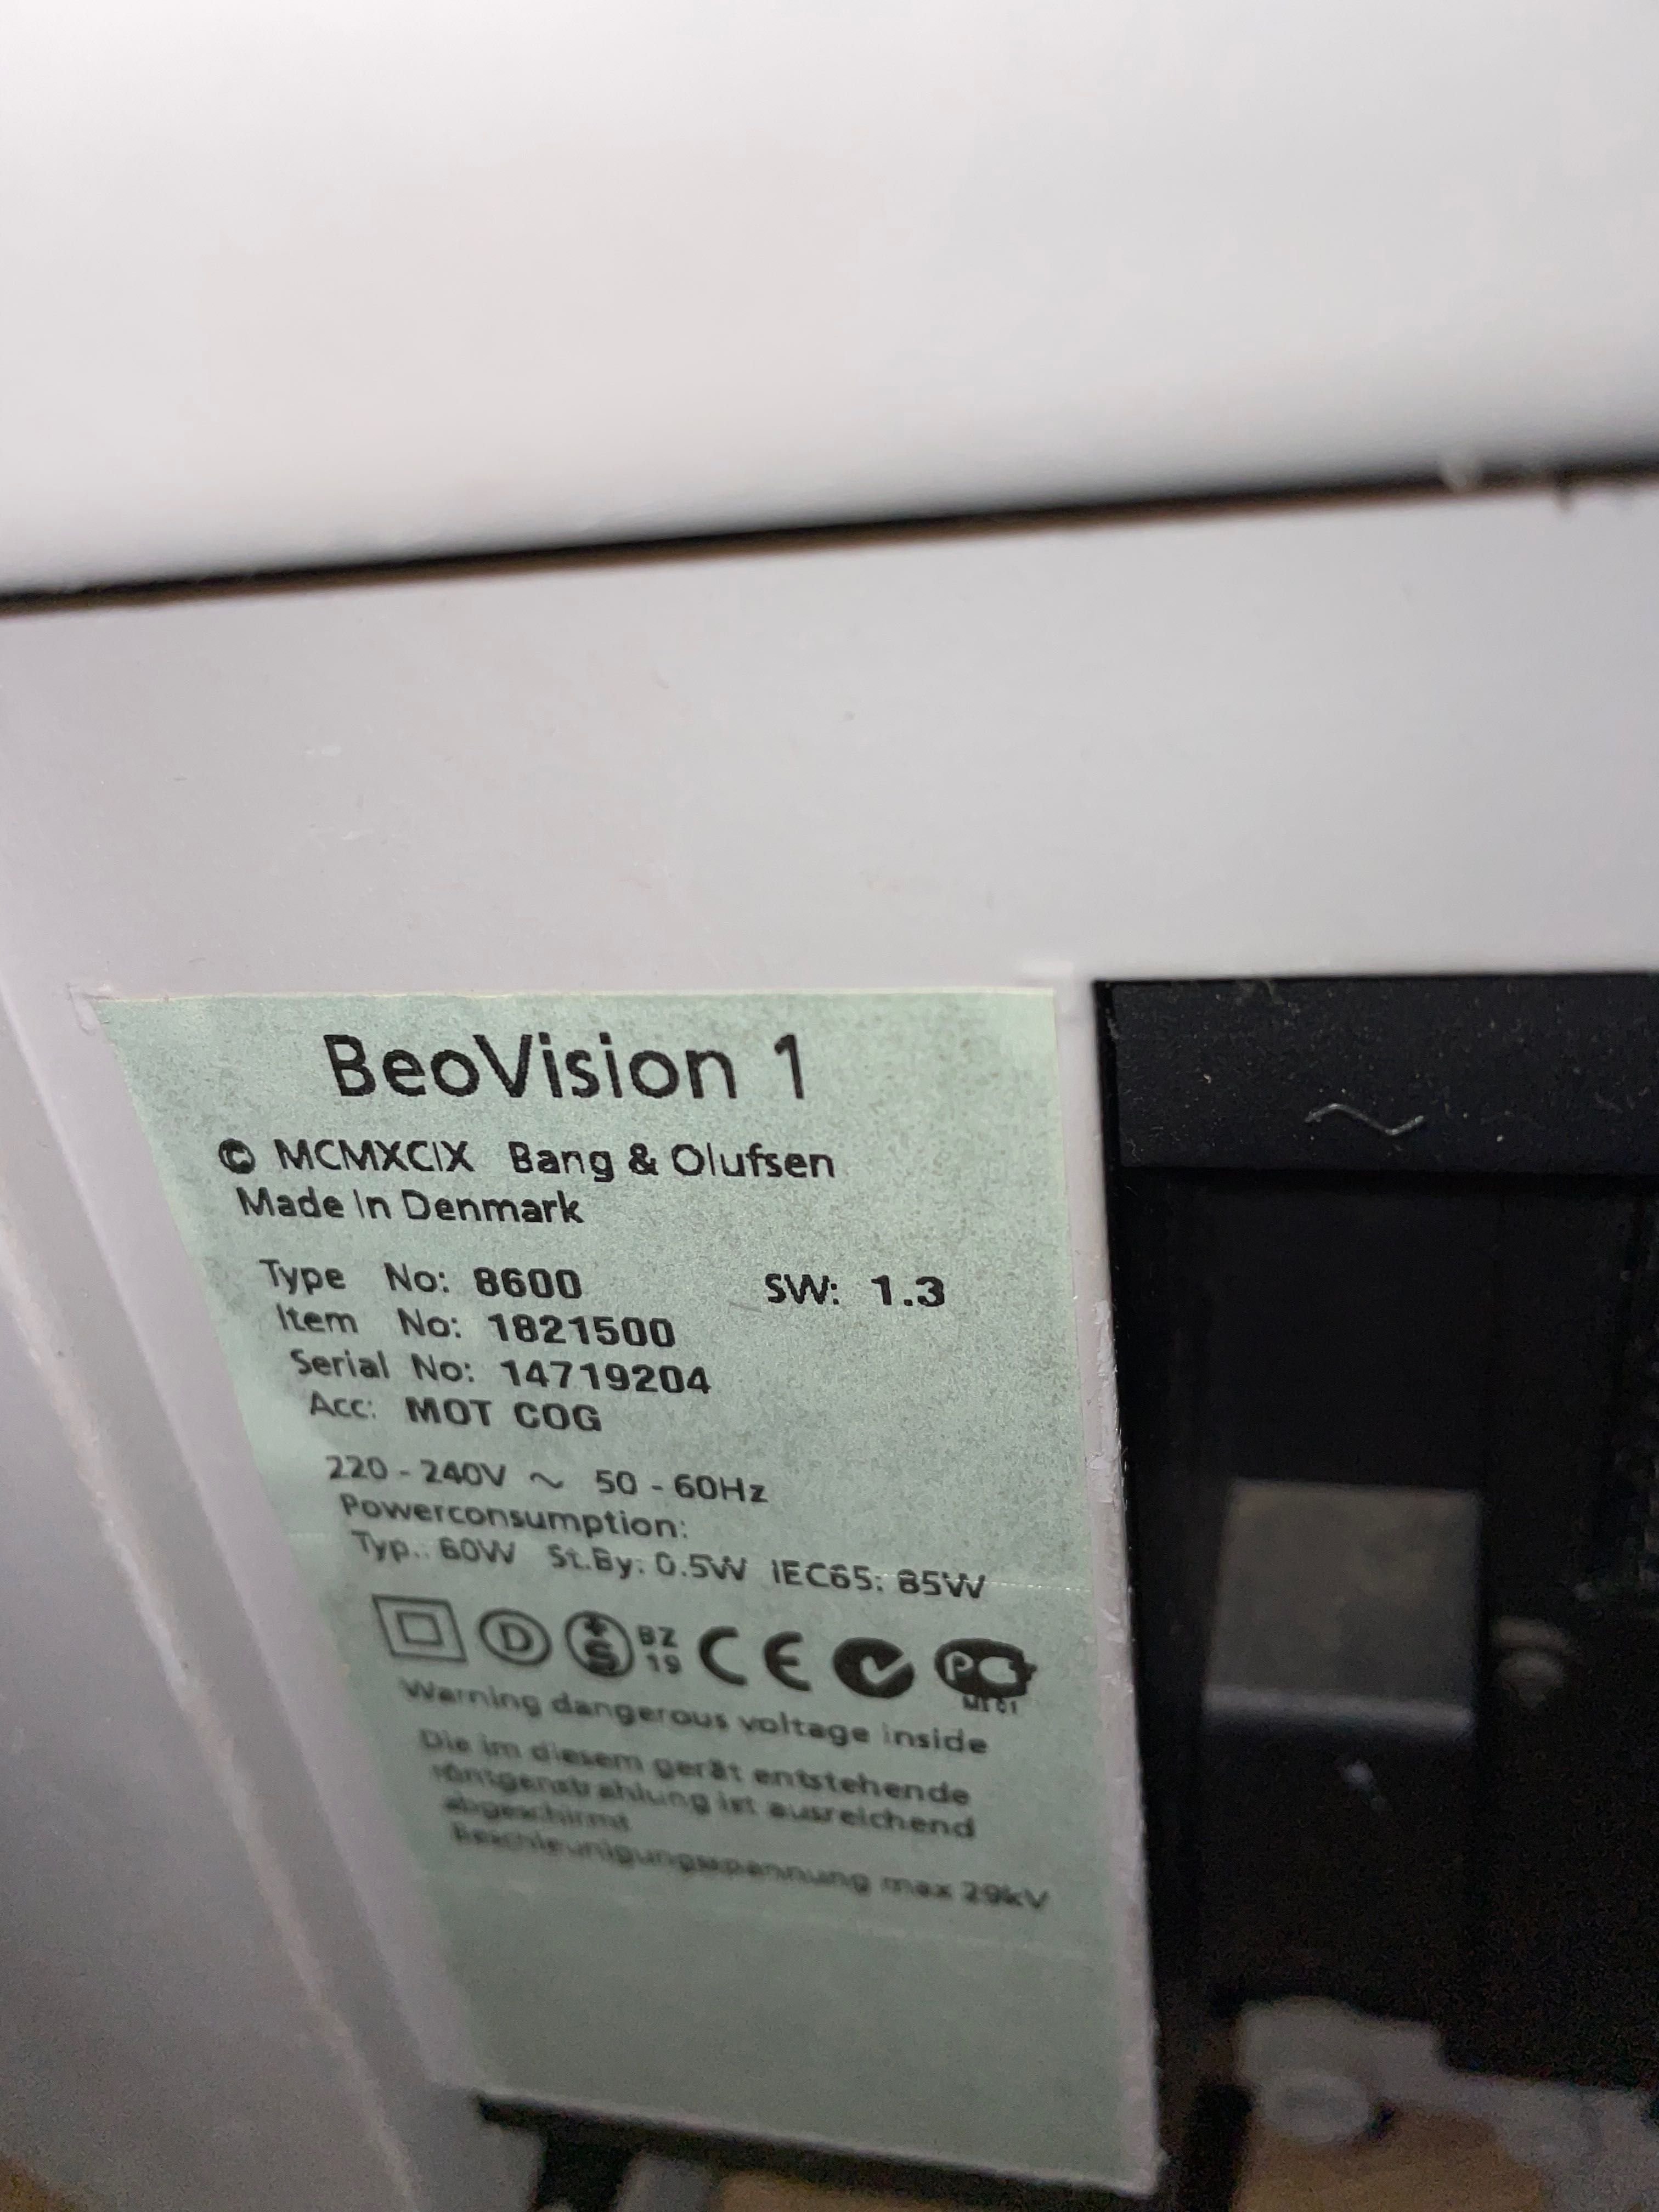 BeoVision 1
© MCMXCIX Bang & Olufsen
Made In Denmark
Type No: 8600 SW: 1.3
Item No: 1821500
Serial No: 14719204
Acc: MOT COG
220 - 240V ~ 50 - 60Hz
Powerconsumption:
Typ.: 60W St.By: 0.5W IEC65: 85W
D +S BZ 19 CE PC
Warning dangerous voltage inside
Die im diesem gerät entstehende
röntgenstrahlung ist ausreichend
abgeschirmt
Beschleunigungsspannung max 29kV